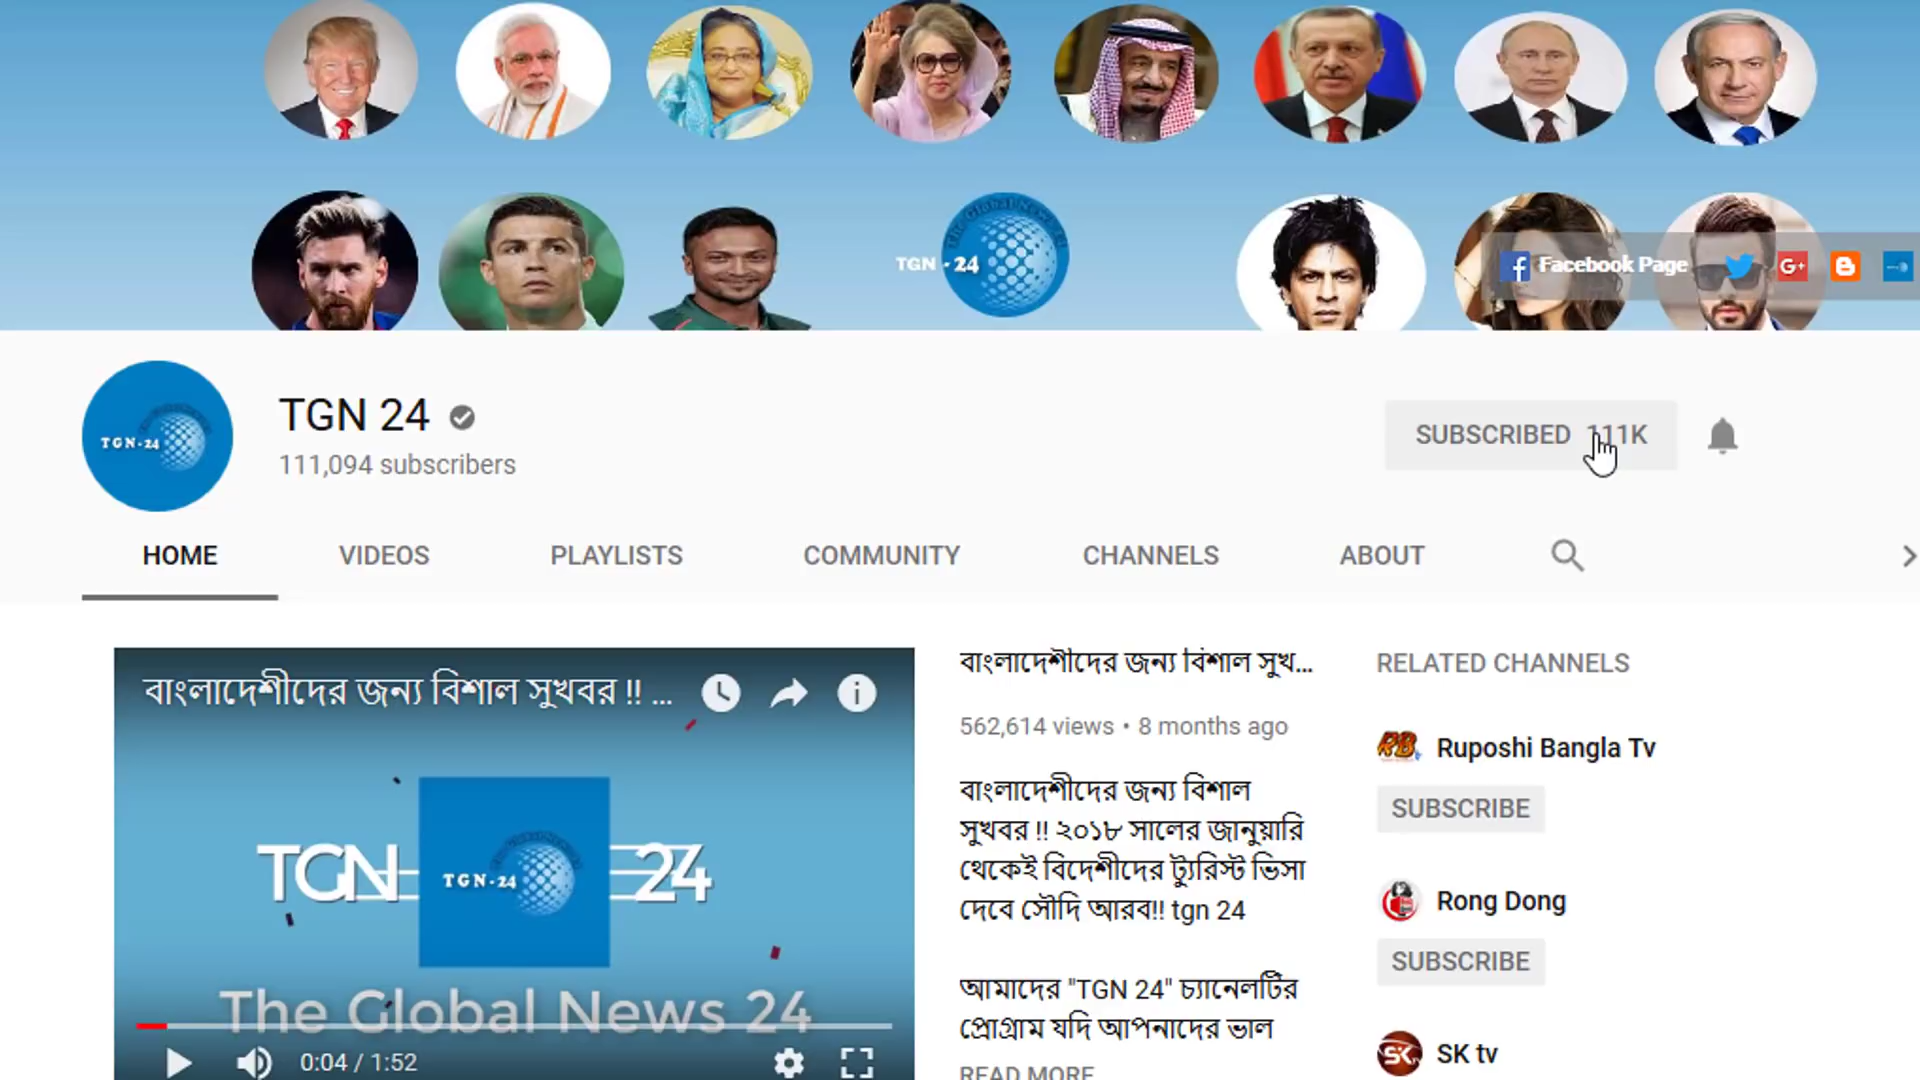 TGN - 24
Facebook Page
TGN-24
TGN 24
111,094 subscribers
SUBSCRIBED 111K
HOME VIDEOS PLAYLISTS COMMUNITY CHANNELS ABOUT
বাংলাদেশীদের জন্য বিশাল সুখবর !! ...
TGN
TGN-24
24
The Global News 24
0:04 / 1:52
বাংলাদেশীদের জন্য বিশাল সুখ...
562,614 views • 8 months ago
বাংলাদেশীদের জন্য বিশাল
সুখবর !! ২০১৮ সালের জানুয়ারি
থেকেই বিদেশীদের ট্যুরিস্ট ভিসা
দেবে সৌদি আরব!! tgn 24
আমাদের "TGN 24" চ্যানেলটির
প্রোগ্রাম যদি আপনাদের ভাল
READ MORE
RELATED CHANNELS
Ruposhi Bangla Tv
SUBSCRIBE
Rong Dong
SUBSCRIBE
SK tv